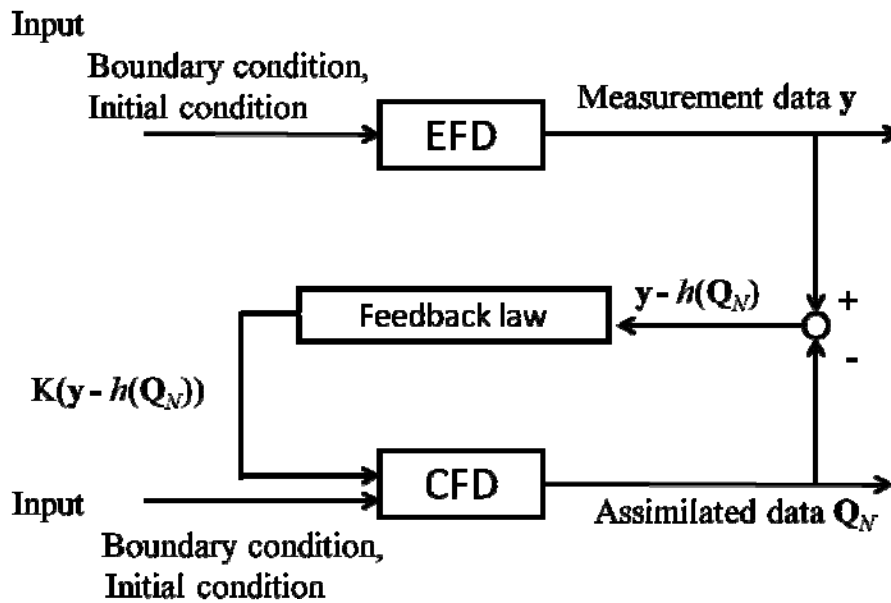 Input
Boundary condition,
Initial condition
EFD
Measurement data y
y - h(Q_N)
+
Feedback law
-
K(y - h(Q_N))
CFD
Input
Assimilated data Q_N
Boundary condition,
Initial condition